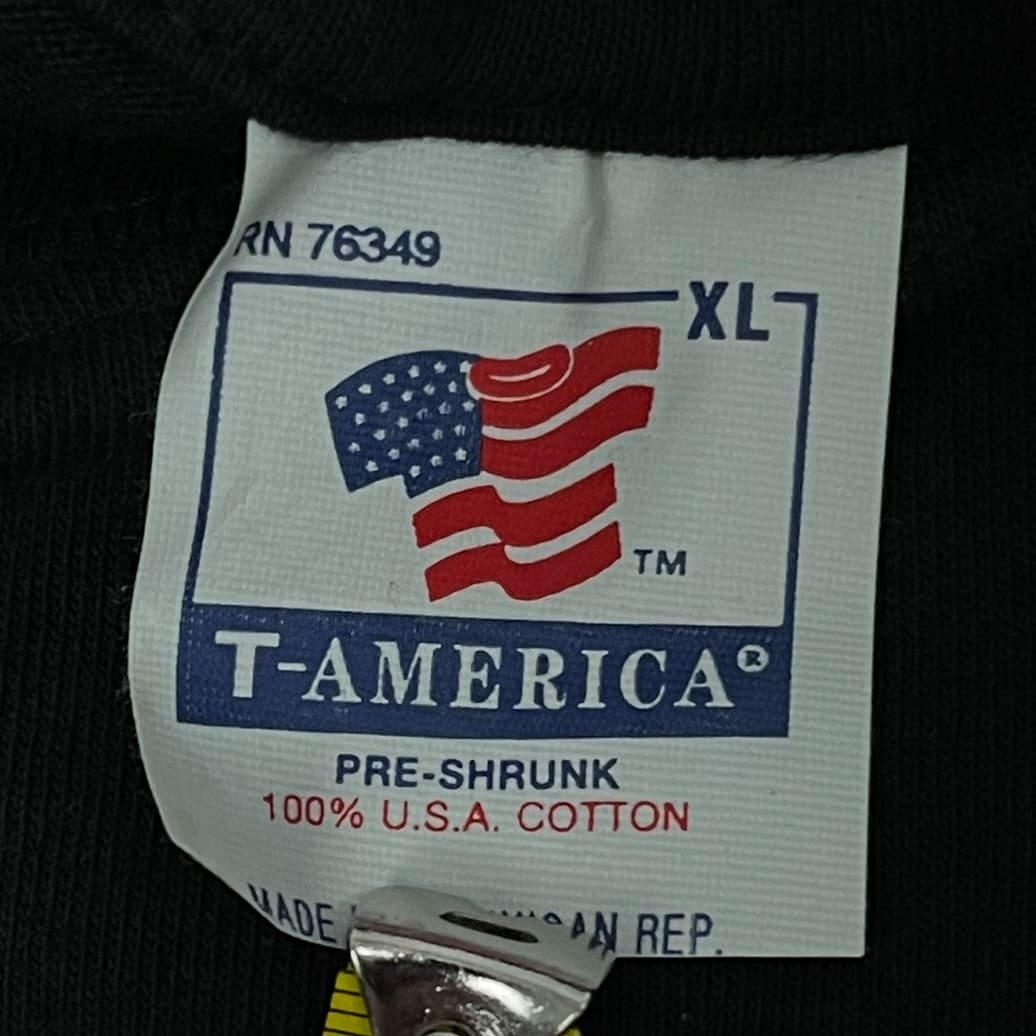 RN 76349
XL
TM
T-AMERICA®
PRE-SHRUNK
100% U.S.A. COTTON
MADE REP.